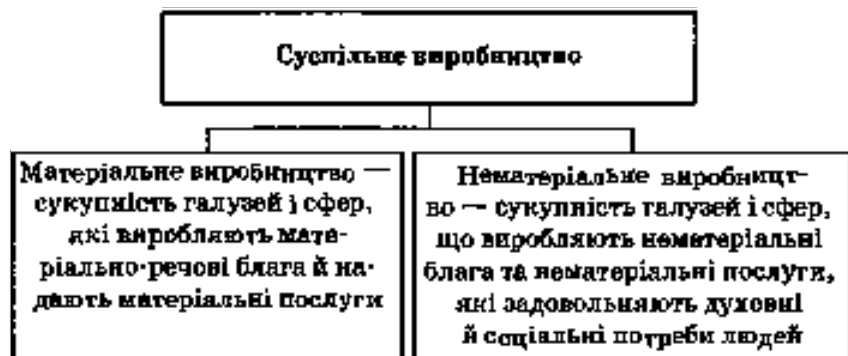 Суспільне виробництво
Матеріальне виробництво —
сукупність галузей і сфер,
які виробляють мате-
ріально-речові блага й на-
дають матеріальні послуги
Нематеріальне виробницт-
во — сукупність галузей і сфер,
що виробляють нематеріальні
блага та нематеріальні послуги,
які задовольняють духовні
й соціальні потреби людей